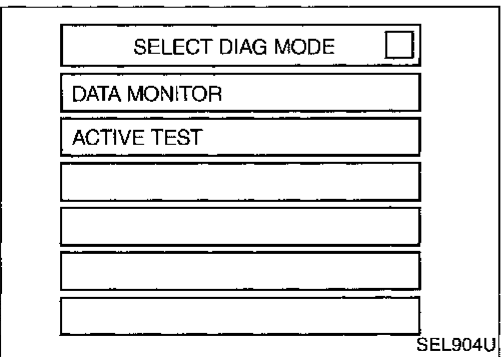 SELECT DIAG MODE
DATA MONITOR
ACTIVE TEST
SEL904U